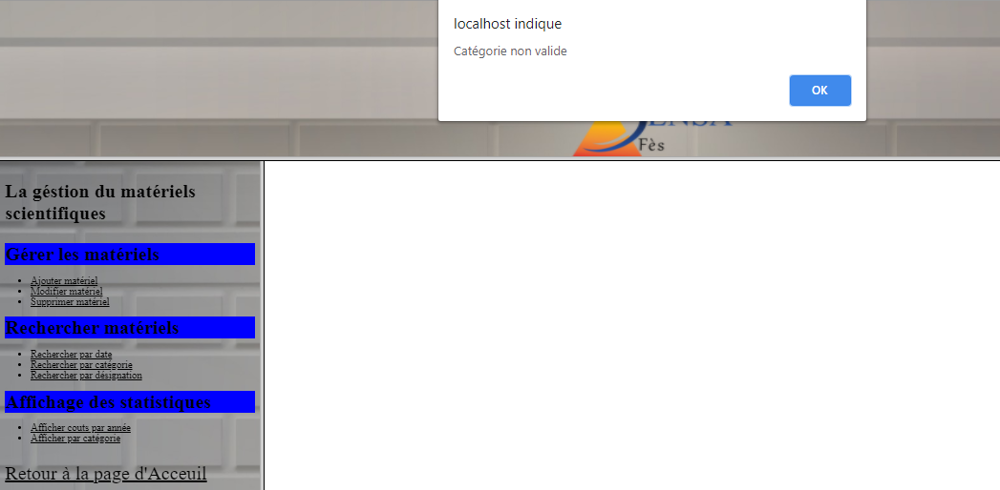 localhost indique
Catégorie non valide
OK
ENSA
Fès
La géstion du matériels
scientifiques
Gérer les matériels
Ajouter matériel
Modifier matériel
Supprimer matériel
Rechercher matériels
Rechercher par date
Rechercher par catégorie
Rechercher par désignation
Affichage des statistiques
Afficher couts par année
Afficher par catégorie
Retour à la page d'Acceuil